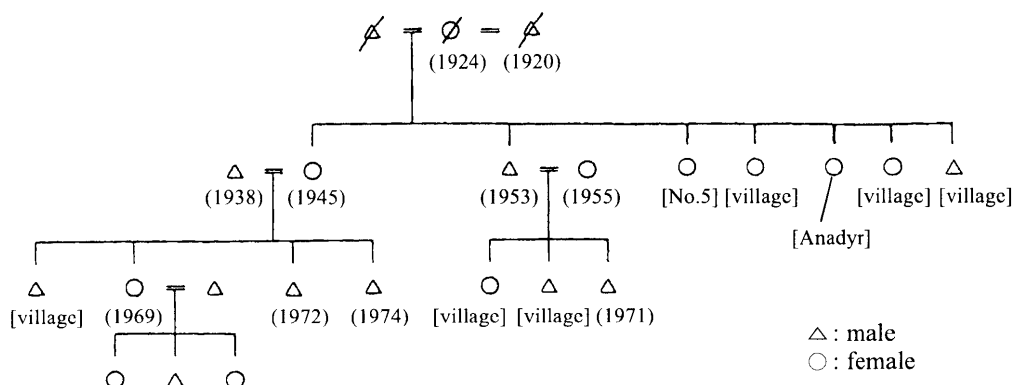 (1924) (1920)
(1938) (1945) (1953) (1955) [No.5] [village] [village] [village]
[Anadyr]
[village] (1969) (1972) (1974) [village] [village] (1971)
△ : male
○ : female